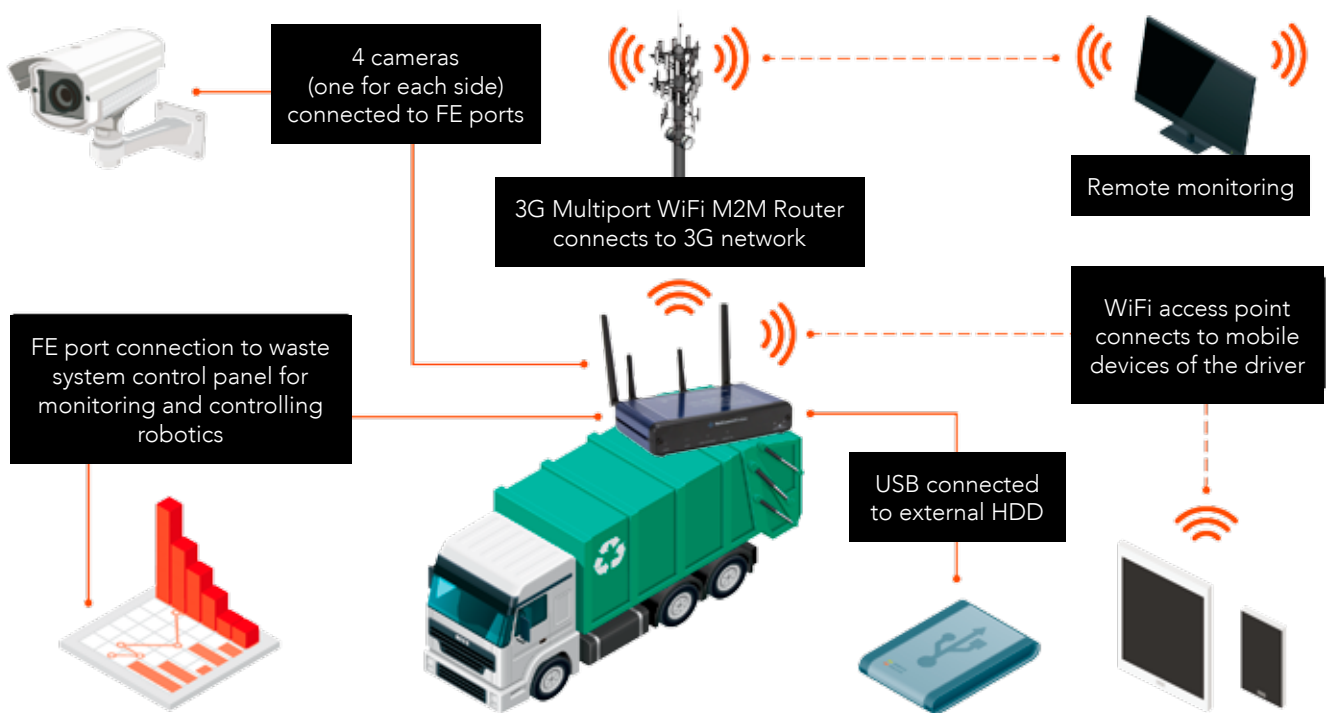 4 cameras
(one for each side)
connected to FE ports
3G Multiport WiFi M2M Router
connects to 3G network
Remote monitoring
WiFi access point
connects to mobile
devices of the driver
FE port connection to waste
system control panel for
monitoring and controlling
robotics
USB connected
to external HDD